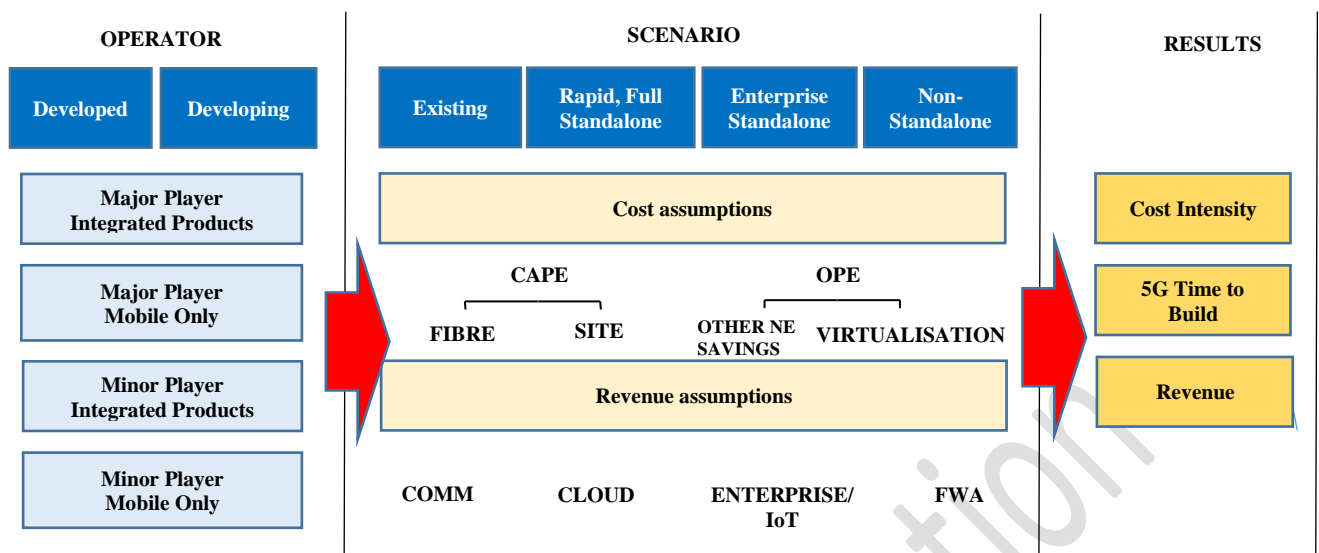 OPERATOR
Developed
Developing
Major Player
Integrated Products
Major Player
Mobile Only
Minor Player
Integrated Products
Minor Player
Mobile Only
SCENARIO
Existing
Rapid, Full
Standalone
Enterprise
Standalone
Non-
Standalone
Cost assumptions
CAPE
OPE
FIBRE
SITE
OTHER NE
SAVINGS
VIRTUALISATION
Revenue assumptions
COMM
CLOUD
ENTERPRISE/
IoT
FWA
RESULTS
Cost Intensity
5G Time to
Build
Revenue